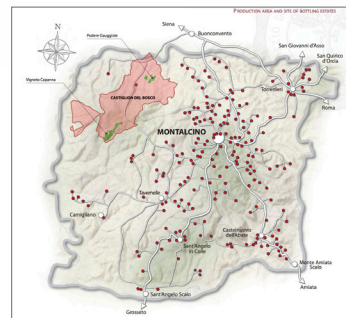 PRODUCTION AREA AND SITE OF BOTTLING ESTATES
Siena
Buonconvento
Podere Gauggiole
San Giovanni d'Asso
San Quirico
d'Orcia
Vigneto Capanna
Torrenieri
CASTIGLION DEL BOSCO
Roma
MONTALCINO
Tavernelle
Camigliano
Castelnuovo
dell'Abate
Sant'Angelo
in Colle
Monte Amiata
Scalo
Amiata
Sant'Angelo Scalo
Grosseto